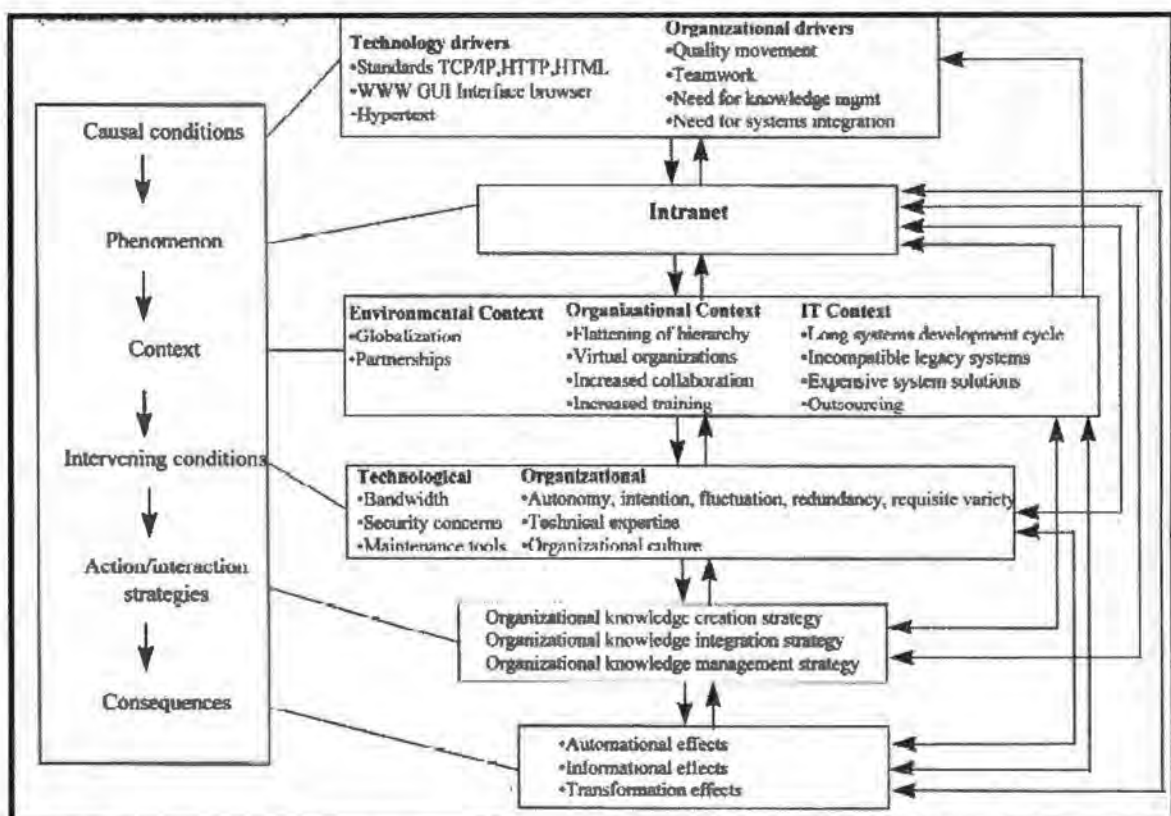 Causal conditions
Phenomenon
Context
Intervening conditions
Action/interaction
strategies
Consequences
Technology drivers
•Standards TCP/IP,HTTP,HTML
•WWW GUI Interface browser
•Hypertext
Organizational drivers
•Quality movement
•Teamwork
•Need for knowledge mgmt
•Need for systems integration
Intranet
Environmental Context
•Globalization
•Partnerships
Organizational Context
•Flattening of hierarchy
•Virtual organizations
•Increased collaboration
•Increased training
IT Context
•Long systems development cycle
•Incompatible legacy systems
•Expensive system solutions
•Outsourcing
Technological
•Bandwidth
•Security concerns
•Maintenance tools
Organizational
•Autonomy, intention, fluctuation, redundancy, requisite variety
•Technical expertise
•Organizational culture
Organizational knowledge creation strategy
Organizational knowledge integration strategy
Organizational knowledge management strategy
•Automational effects
•Informational effects
•Transformation effects